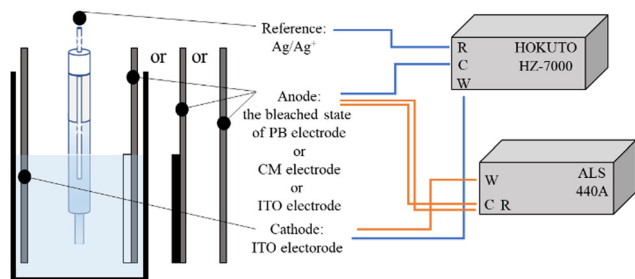 or or
Reference:
Ag/Ag⁺
Anode:
the bleached state
of PB electrode
or
CM electrode
or
ITO electrode
Cathode:
ITO electorode
R HOKUTO
C HZ-7000
W
W ALS
440A
C R